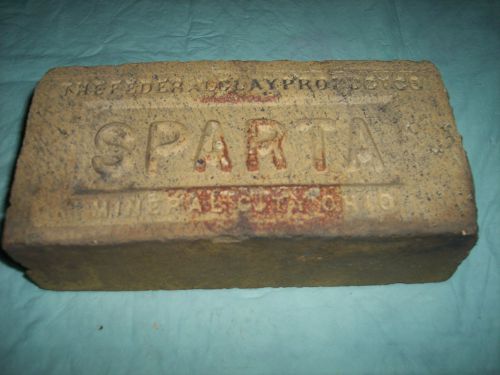 THE FEDERAL CLAY PRODUCT CO
SPARTA
MINERAL CITY OHIO